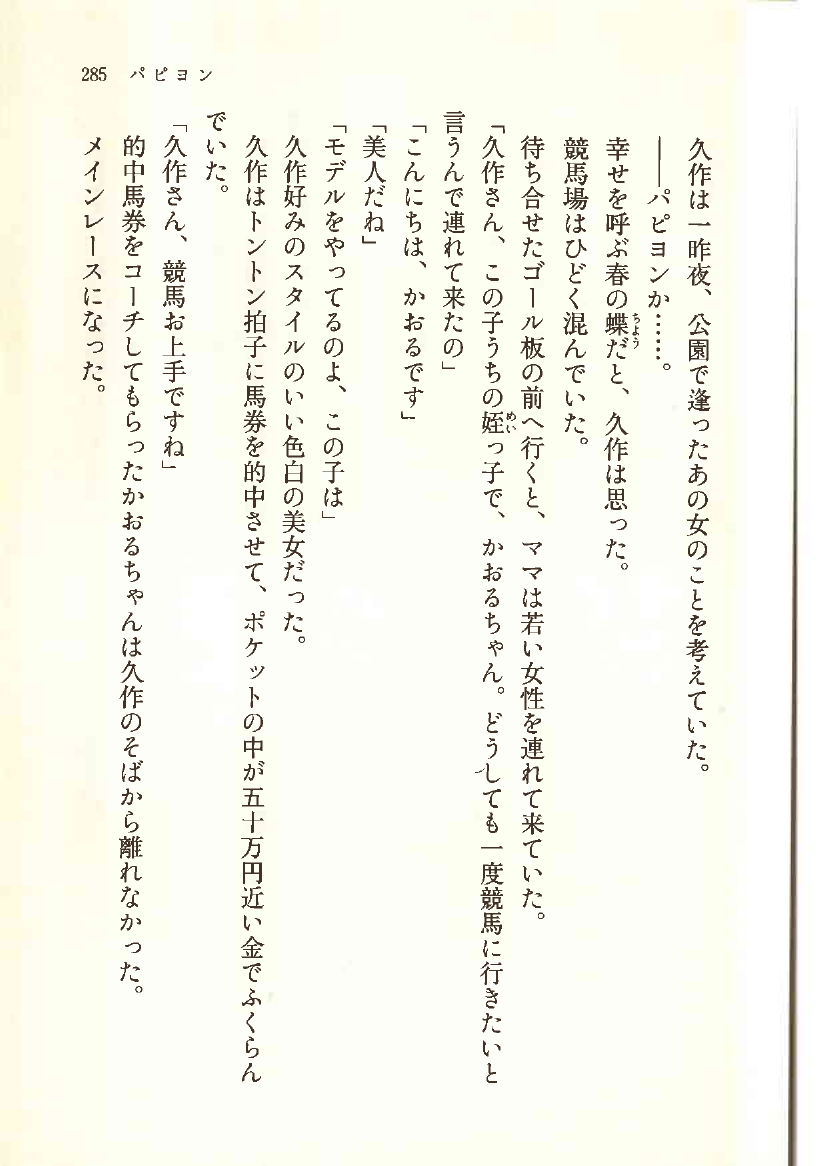 285 パピヨン
久作は一昨夜、公園で逢ったあの女のことを考えていた。
――パピヨンか……。
幸せを呼ぶ春の蝶だと、久作は思った。
競馬場はひどく混んでいた。
待ち合せたゴール板の前へ行くと、ママは若い女性を連れて来ていた。
「久作さん、この子うちの姪っ子で、かおるちゃん。どうしても一度競馬に行きたいと
言うんで連れて来たの」
「こんにちは、かおるです」
「美人だね」
「モデルをやってるのよ、この子は」
久作好みのスタイルのいい色白の美女だった。
久作はトントン拍子に馬券を的中させて、ポケットの中が五十万円近い金でふくらん
でいた。
「久作さん、競馬お上手ですね」
的中馬券をコーチしてもらったかおるちゃんは久作のそばから離れなかった。
メインレースになった。